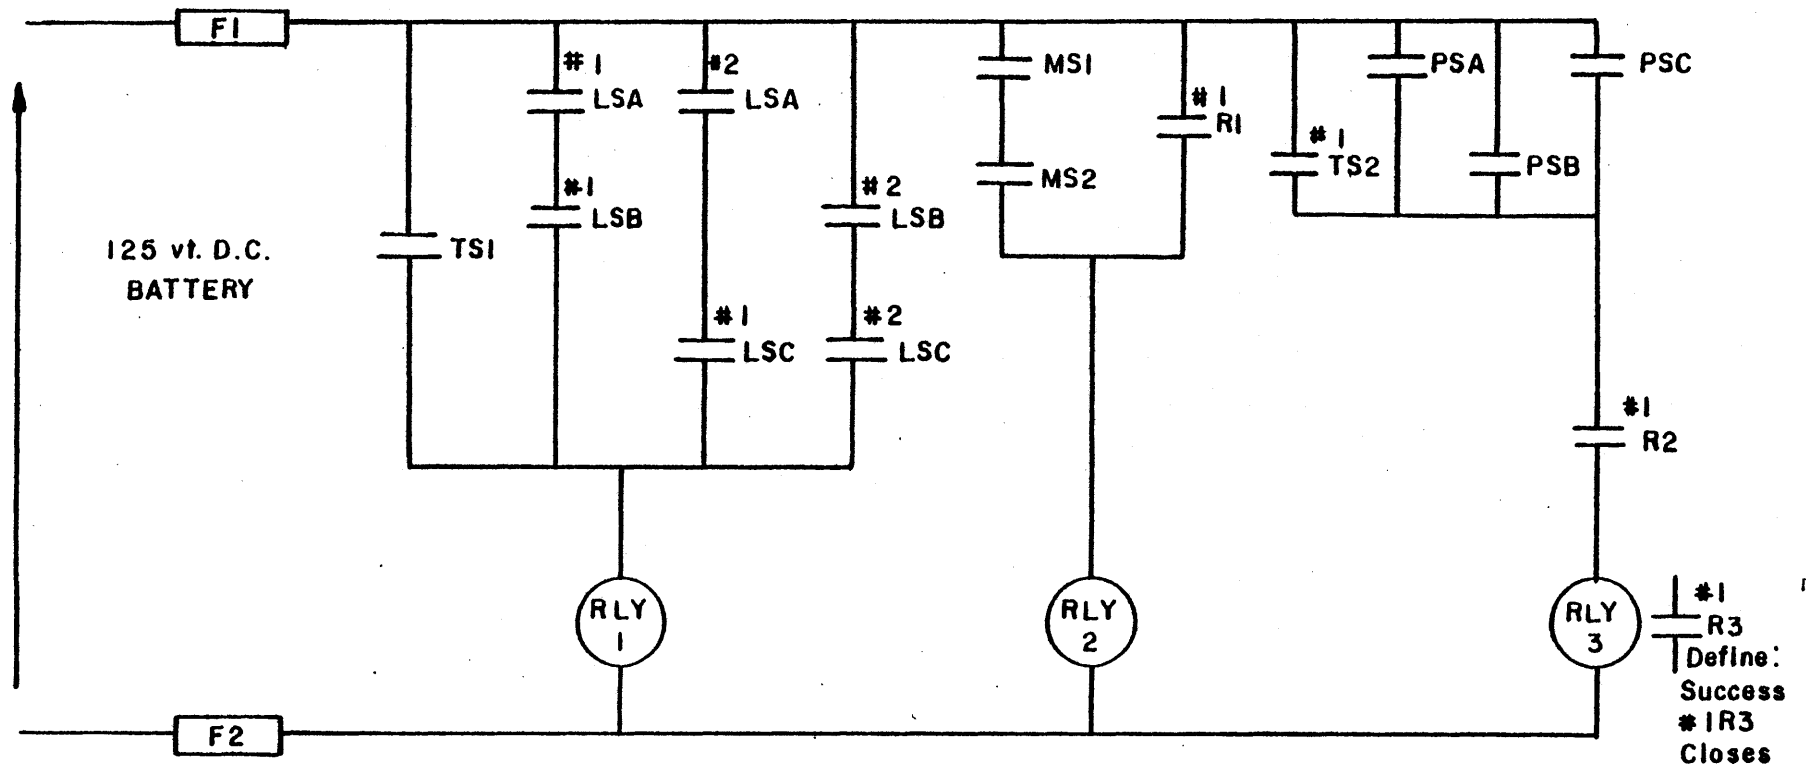 F1
#1
LSA
#2
LSA
MS1
#1
R1
PSA
PSC
#1
TS2
PSB
MS2
#1
LSB
#2
LSB
125 vt. D.C.
BATTERY
TS1
#1
LSC
#2
LSC
#1
R2
RLY
1
RLY
2
RLY
3
#1
R3
Define:
Success
#1R3
Closes
F2